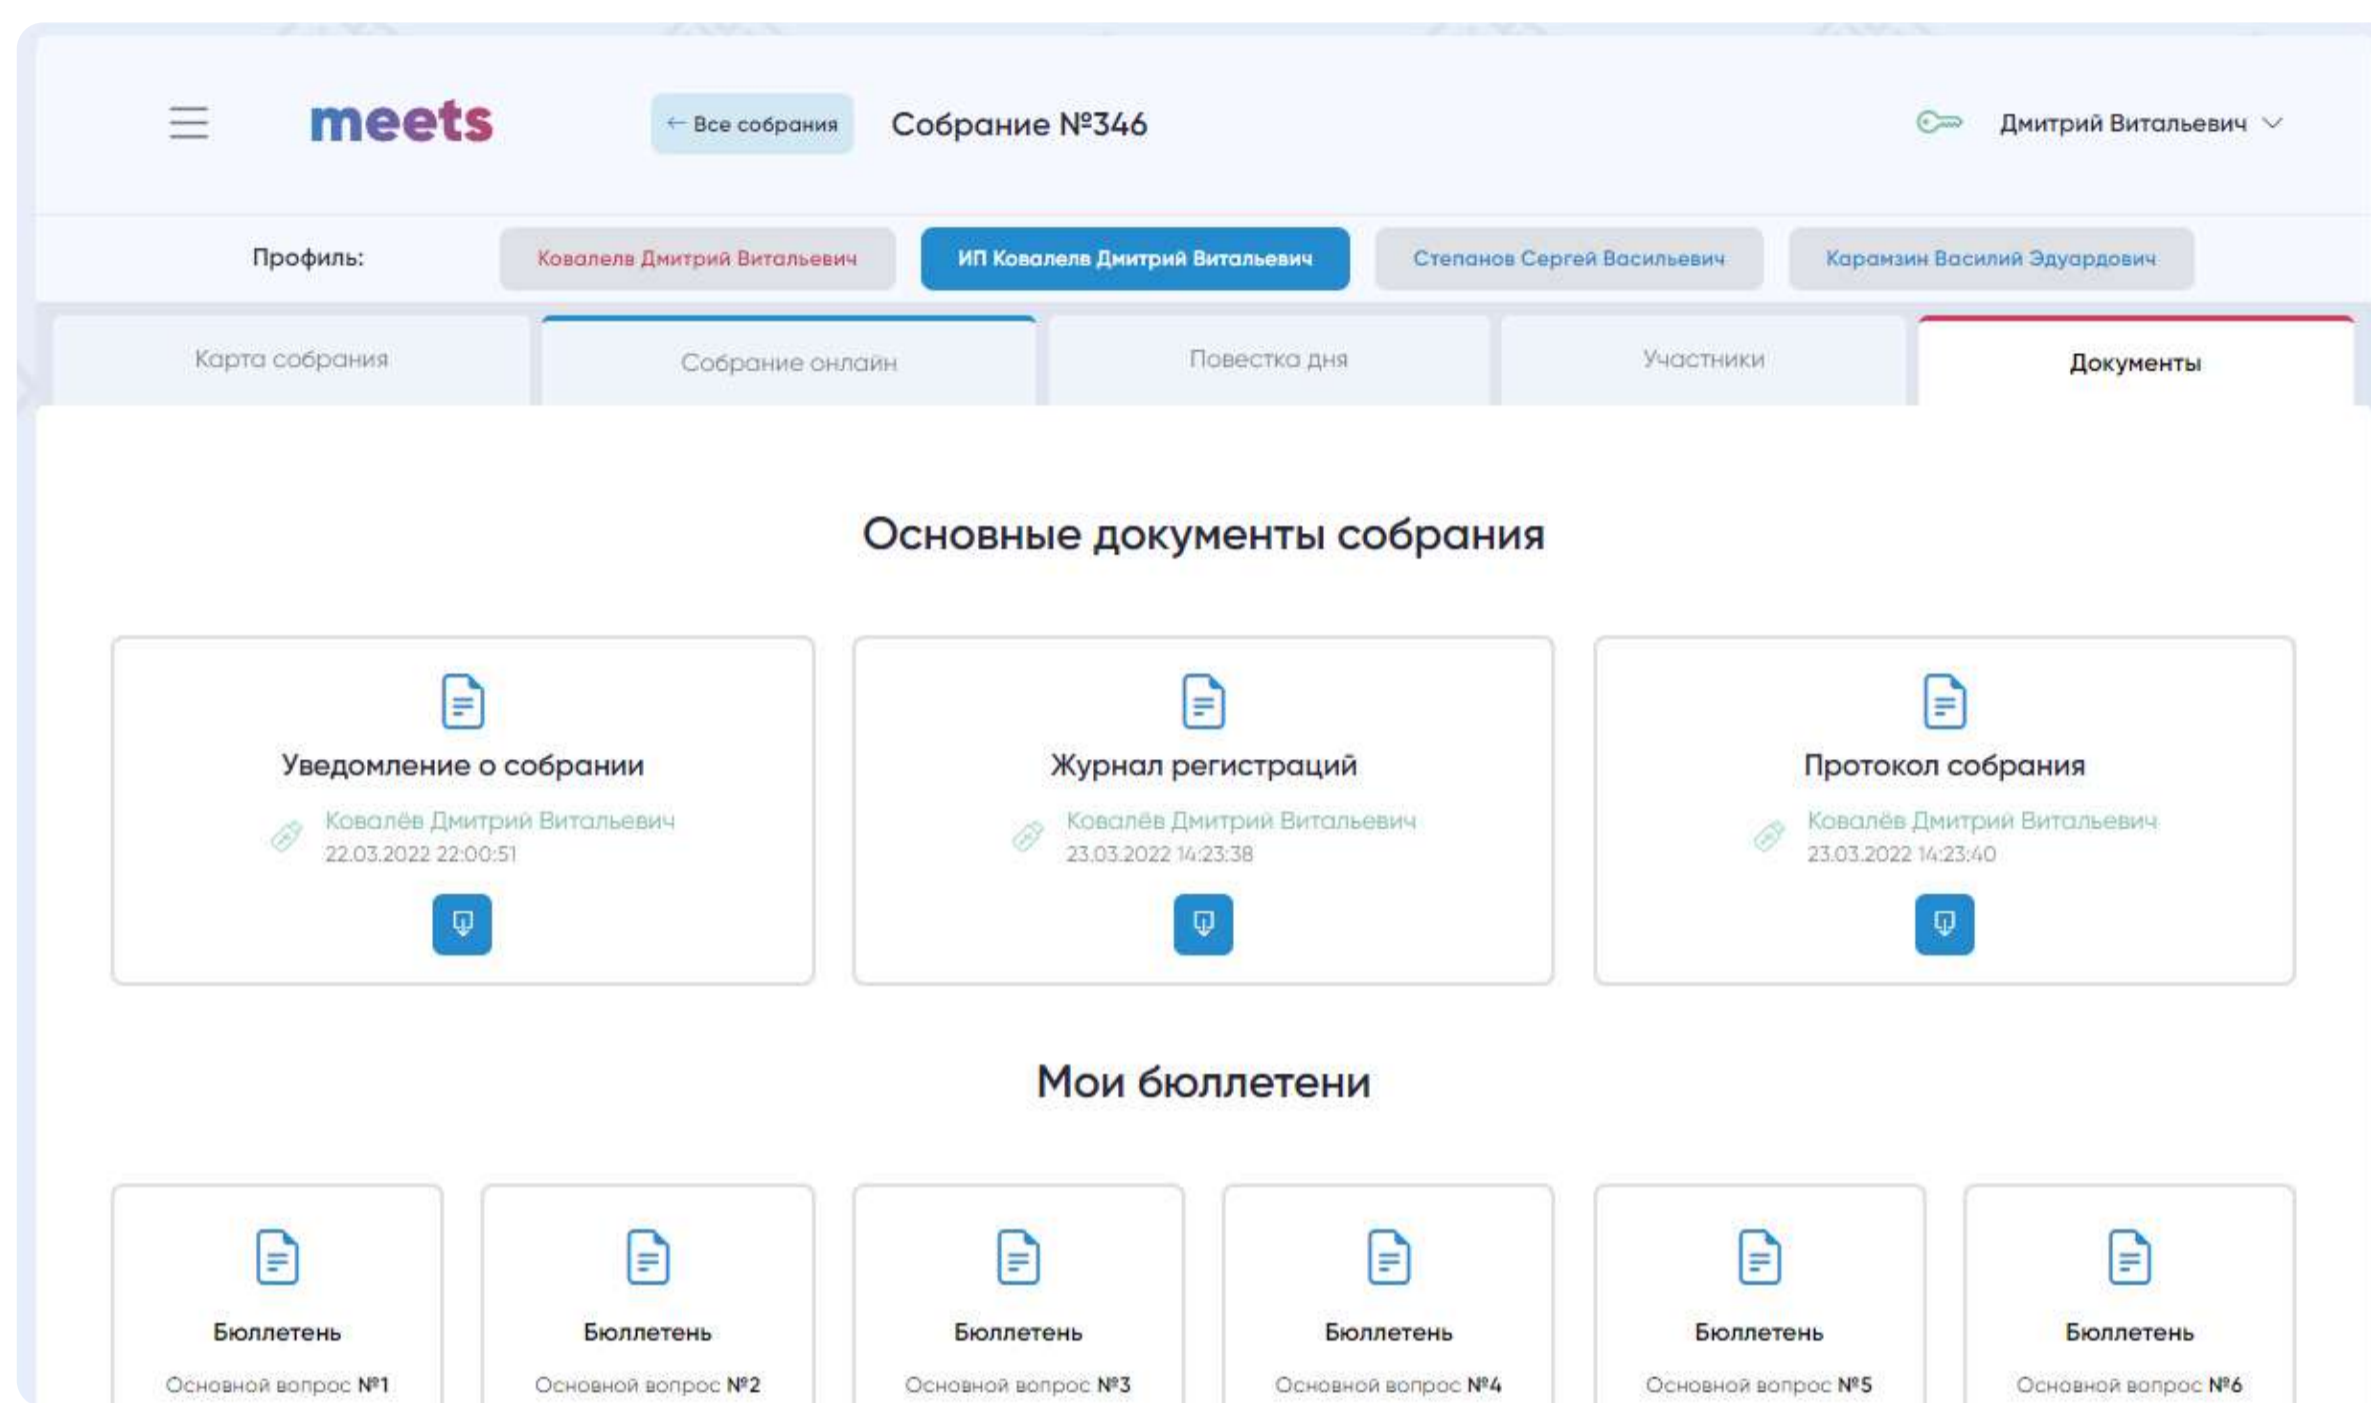 meets
← Все собрания
Собрание №346
Дмитрий Витальевич
Профиль:
Ковалелв Дмитрий Витальевич
ИП Ковалелв Дмитрий Витальевич
Степанов Сергей Васильевич
Карамзин Василий Эдуардович
Карта собрания
Собрание онлайн
Повестка дня
Участники
Документы
Основные документы собрания
Уведомление о собрании
Ковалёв Дмитрий Витальевич
22.03.2022 22:00:51
Журнал регистраций
Ковалёв Дмитрий Витальевич
23.03.2022 14:23:38
Протокол собрания
Ковалёв Дмитрий Витальевич
23.03.2022 14:23:40
Мои бюллетени
Бюллетень
Основной вопрос №1
Бюллетень
Основной вопрос №2
Бюллетень
Основной вопрос №3
Бюллетень
Основной вопрос №4
Бюллетень
Основной вопрос №5
Бюллетень
Основной вопрос №6